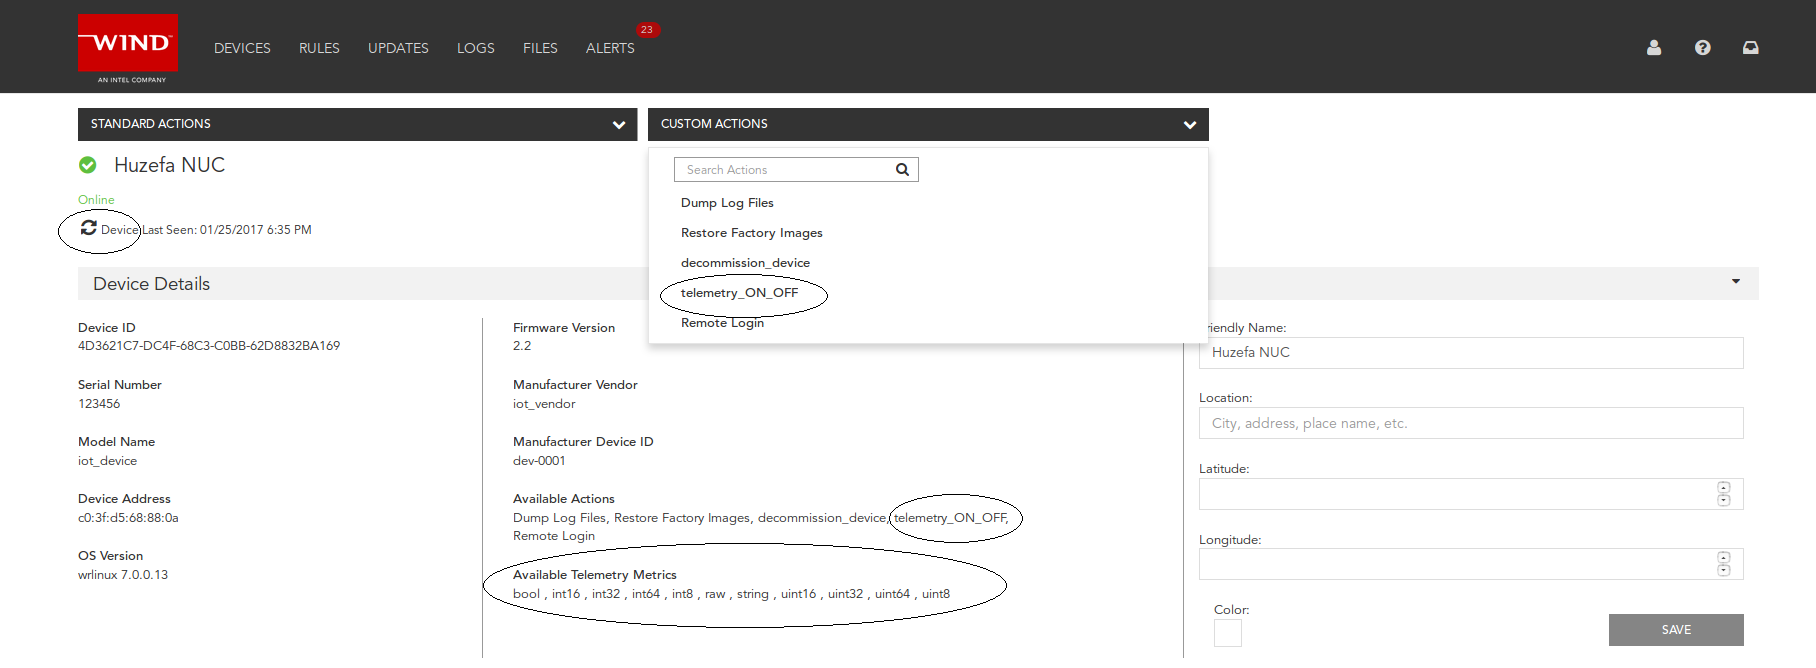 WIND
AN INTEL COMPANY
DEVICES RULES UPDATES LOGS FILES ALERTS 23
STANDARD ACTIONS
CUSTOM ACTIONS
Search Actions
Dump Log Files
Restore Factory Images
decommission_device
telemetry_ON_OFF
Remote Login
Huzefa NUC
Online
Device Last Seen: 01/25/2017 6:35 PM
Device Details
Device ID
4D3621C7-DC4F-68C3-C0BB-62D8832BA169
Serial Number
123456
Model Name
iot_device
Device Address
c0:3f:d5:68:88:0a
OS Version
wrlinux 7.0.0.13
Firmware Version
2.2
Manufacturer Vendor
iot_vendor
Manufacturer Device ID
dev-0001
Available Actions
Dump Log Files, Restore Factory Images, decommission_device, telemetry_ON_OFF,
Remote Login
Available Telemetry Metrics
bool , int16 , int32 , int64 , int8 , raw , string , uint16 , uint32 , uint64 , uint8
riendly Name:
Huzefa NUC
Location:
City, address, place name, etc.
Latitude:
Longitude:
Color:
SAVE